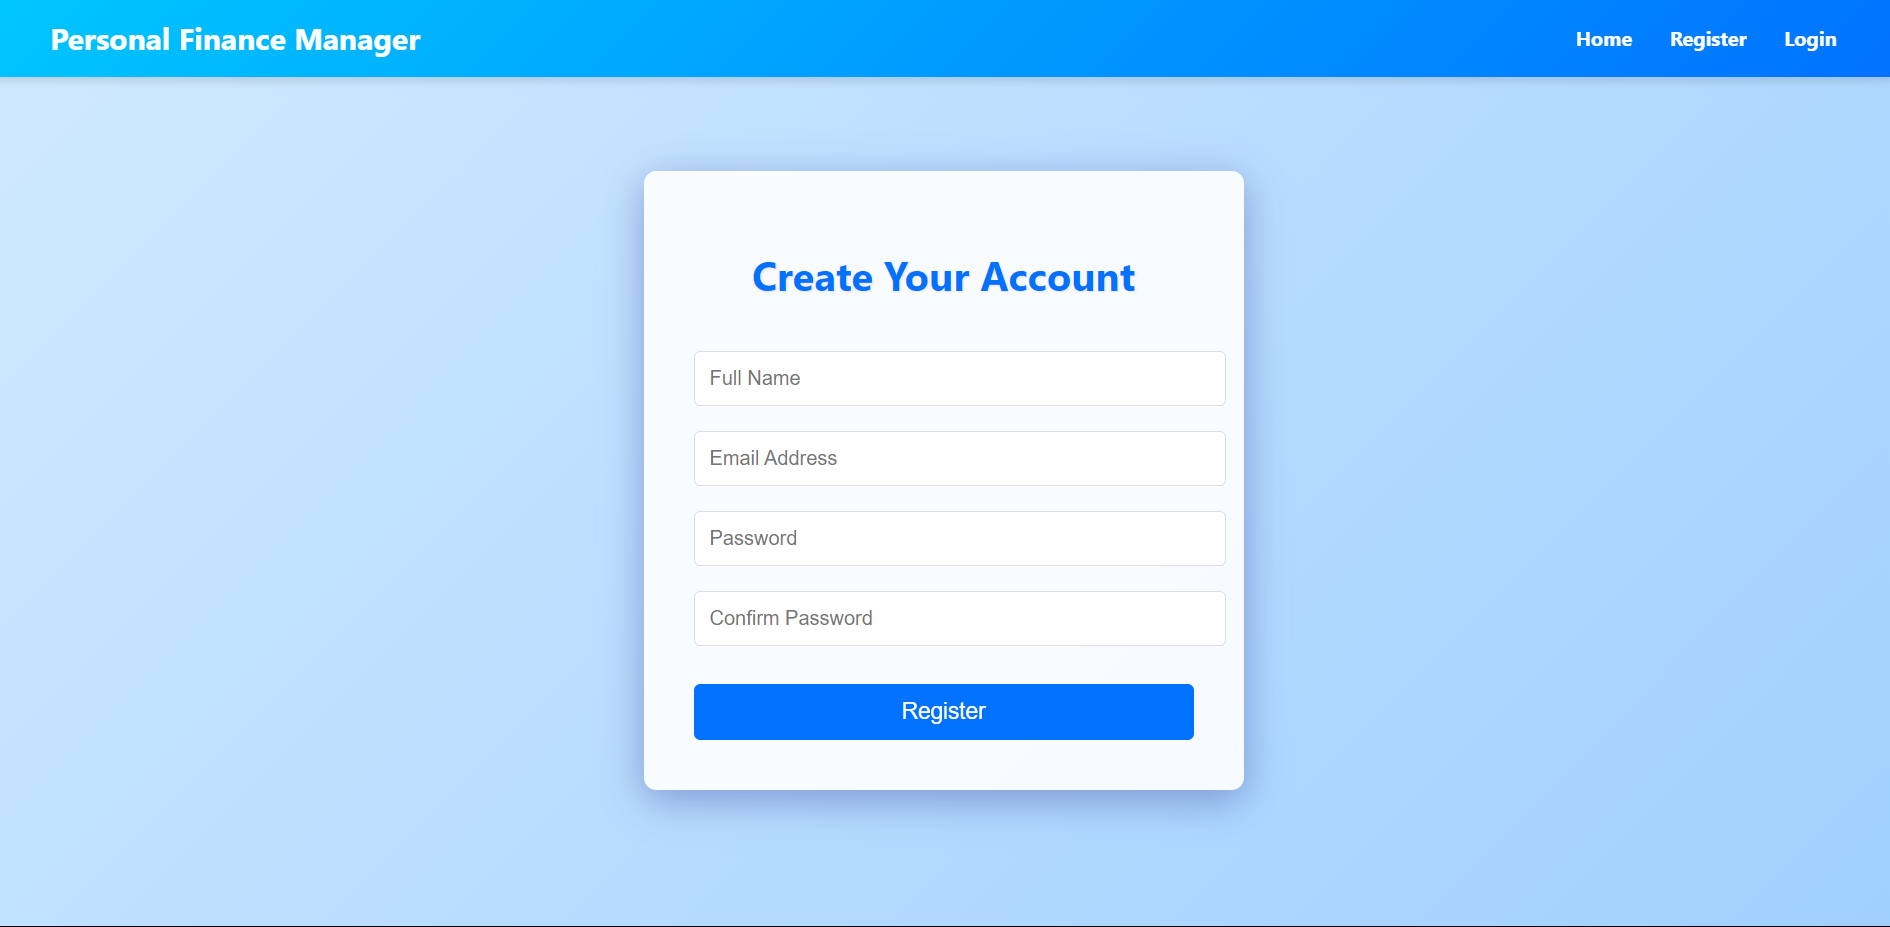 Personal Finance Manager
Home Register Login
Create Your Account
Full Name
Email Address
Password
Confirm Password
Register